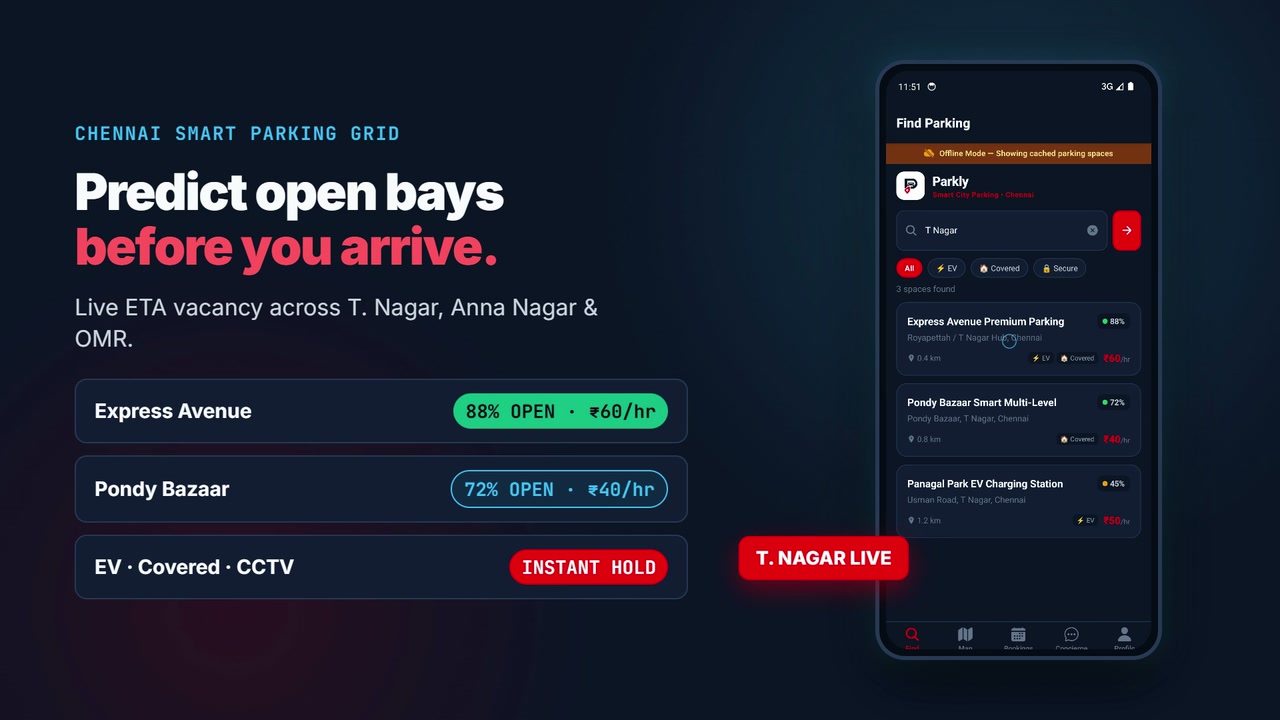 CHENNAI SMART PARKING GRID
Predict open bays
before you arrive.
Live ETA vacancy across T. Nagar, Anna Nagar &
OMR.
Express Avenue
88% OPEN · ₹60/hr
Pondy Bazaar
72% OPEN · ₹40/hr
EV · Covered · CCTV
INSTANT HOLD
T. NAGAR LIVE
11:51
3G
Find Parking
Offline Mode — Showing cached parking spaces
Parkly
Smart City Parking • Chennai
T Nagar
All
EV
Covered
Secure
3 spaces found
Express Avenue Premium Parking
88%
Royapettah / T Nagar Hub, Chennai
0.4 km
EV
Covered
₹60/hr
Pondy Bazaar Smart Multi-Level
72%
Pondy Bazaar, T Nagar, Chennai
0.8 km
Covered
₹40/hr
Panagal Park EV Charging Station
45%
Usman Road, T Nagar, Chennai
1.2 km
EV
₹50/hr
Find
Map
Bookings
Concierge
Profile